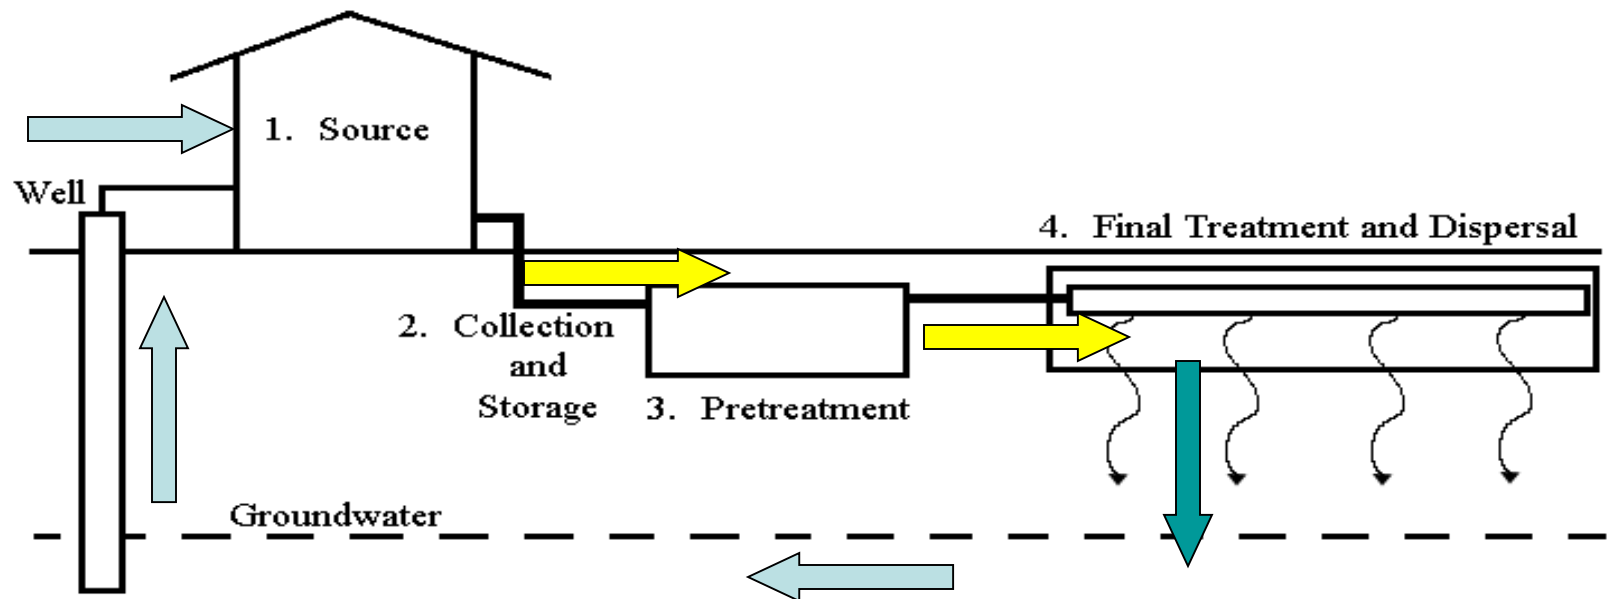 1. Source
Well
4. Final Treatment and Dispersal
2. Collection
and
Storage
3. Pretreatment
Groundwater